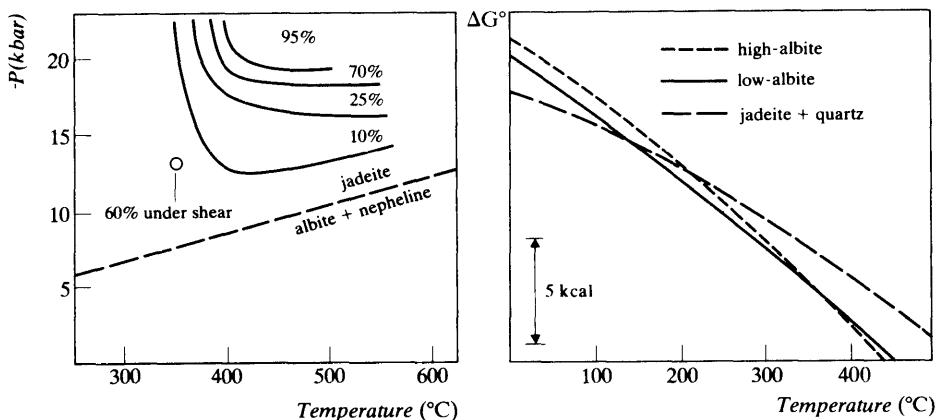 -P(kbar)
20
15
10
5
95%
70%
25%
10%
60% under shear
jadeite
albite + nepheline
300
400
500
600
Temperature (°C)
ΔG°
high-albite
low-albite
jadeite + quartz
5 kcal
100
200
300
400
Temperature (°C)